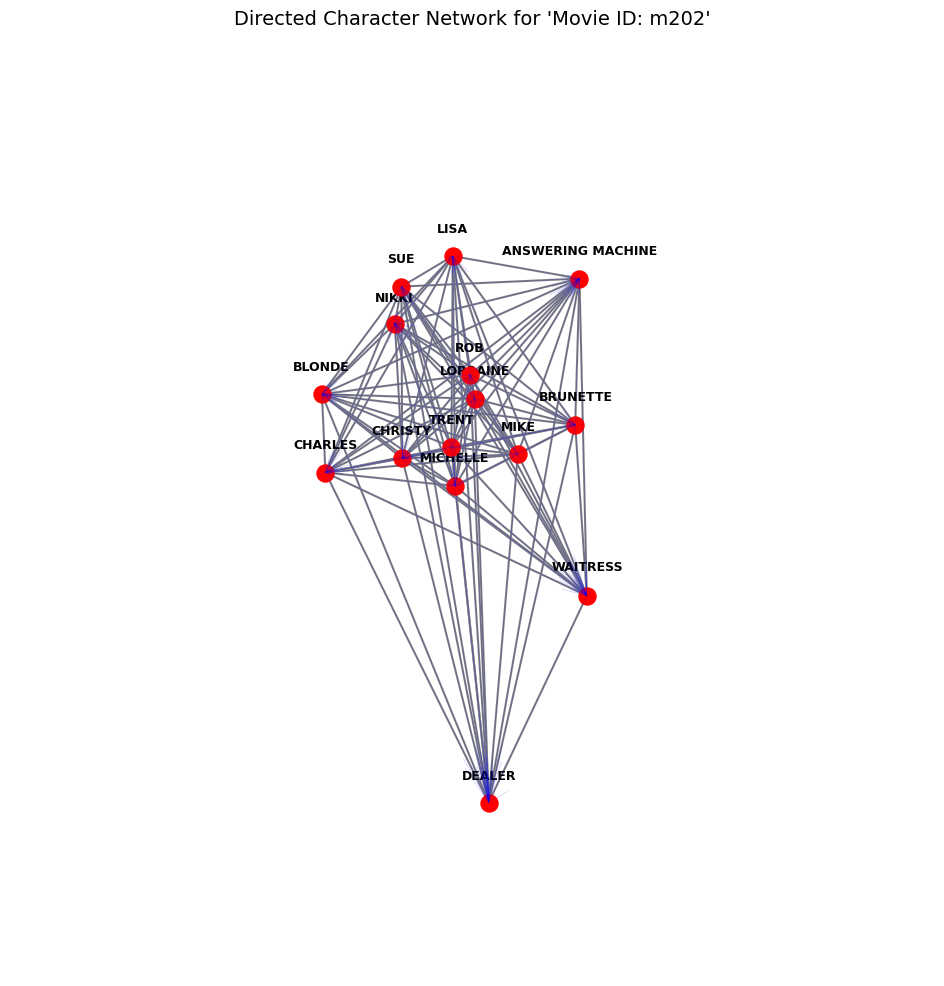 Directed Character Network for 'Movie ID: m202'
LISA
ANSWERING MACHINE
SUE
NIKKI
ROB
BLONDE
LORRAINE
BRUNETTE
TRENT
MIKE
CHRISTY
CHARLES
MICHELLE
WAITRESS
DEALER